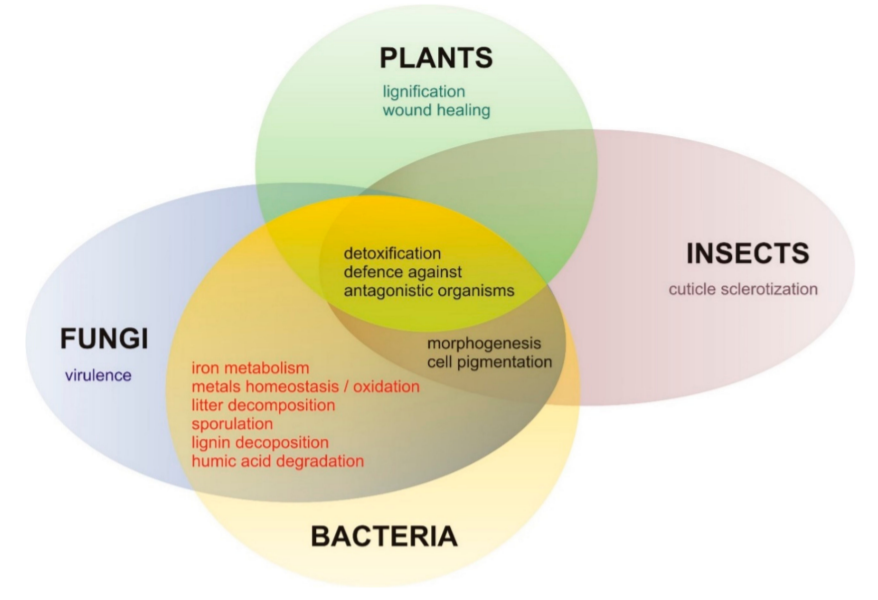 PLANTS
lignification
wound healing
detoxification
defence against
antagonistic organisms
INSECTS
cuticle sclerotization
FUNGI
virulence
morphogenesis
cell pigmentation
iron metabolism
metals homeostasis / oxidation
litter decomposition
sporulation
lignin decoposition
humic acid degradation
BACTERIA